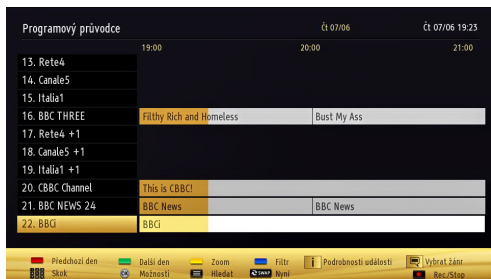 Programový průvodce Čt 07/06 Čt 07/06 19:23
19:00 20:00 21:00
13. Rete4
14. Canale5
15. Italia1
16. BBC THREE Filthy Rich and Homeless Bust My Ass
17. Rete4 +1
18. Canale5 +1
19. Italia1 +1
20. CBBC Channel This is CBBC!
21. BBC NEWS 24 BBC News BBC News
22. BBCi BBCi
Předchozí den Další den Zoom Filtr i Podrobnosti události Vybrat žánr
Skok OK Možnosti Hledat SWAP Nyní Rec./Stop